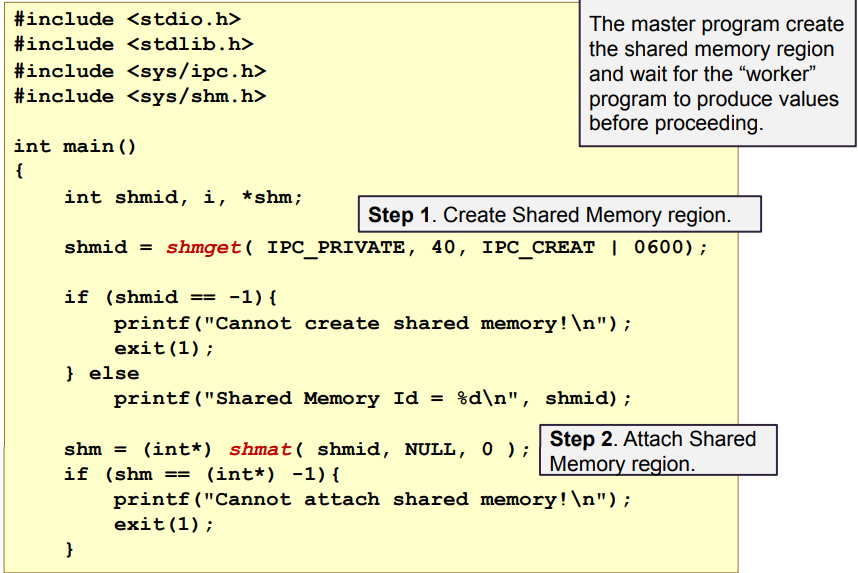 #include <stdio.h>
#include <stdlib.h>
#include <sys/ipc.h>
#include <sys/shm.h>
The master program create
the shared memory region
and wait for the “worker”
program to produce values
before proceeding.
int main()
{
    int shmid, i, *shm;
Step 1. Create Shared Memory region.
    shmid = shmget( IPC_PRIVATE, 40, IPC_CREAT | 0600);
    if (shmid == -1){
        printf("Cannot create shared memory!\n");
        exit(1);
    } else
        printf("Shared Memory Id = %d\n", shmid);
    shm = (int*) shmat( shmid, NULL, 0 );
Step 2. Attach Shared
Memory region.
    if (shm == (int*) -1){
        printf("Cannot attach shared memory!\n");
        exit(1);
    }